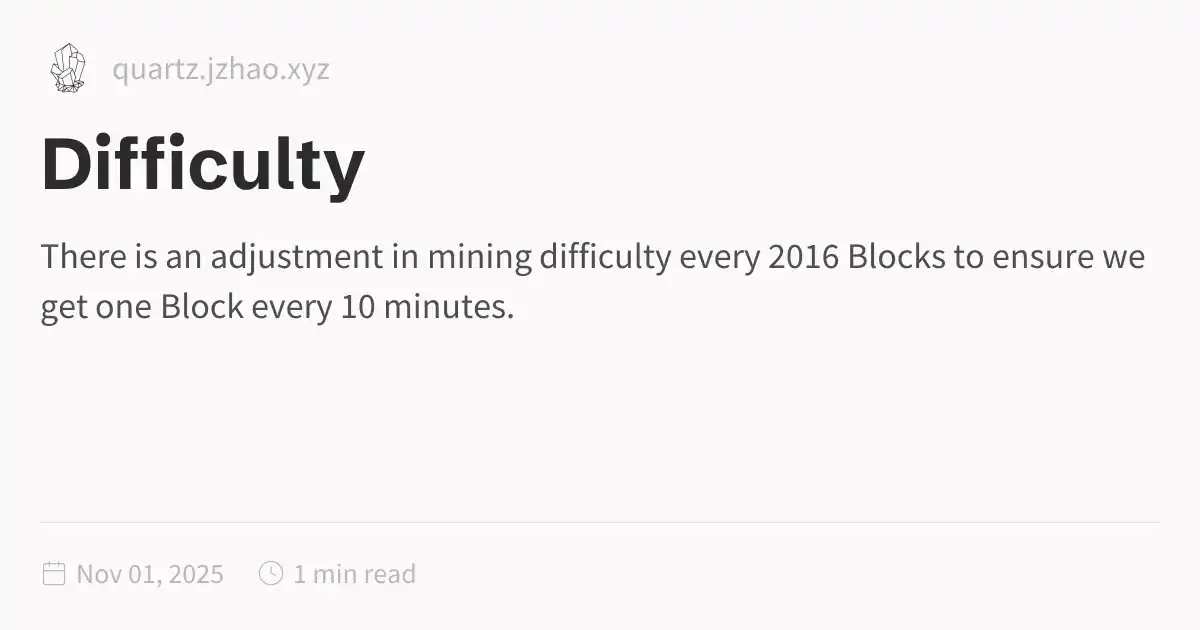 quartz.jzhao.xyz
Difficulty
There is an adjustment in mining difficulty every 2016 Blocks to ensure we
get one Block every 10 minutes.
Nov 01, 2025 1 min read